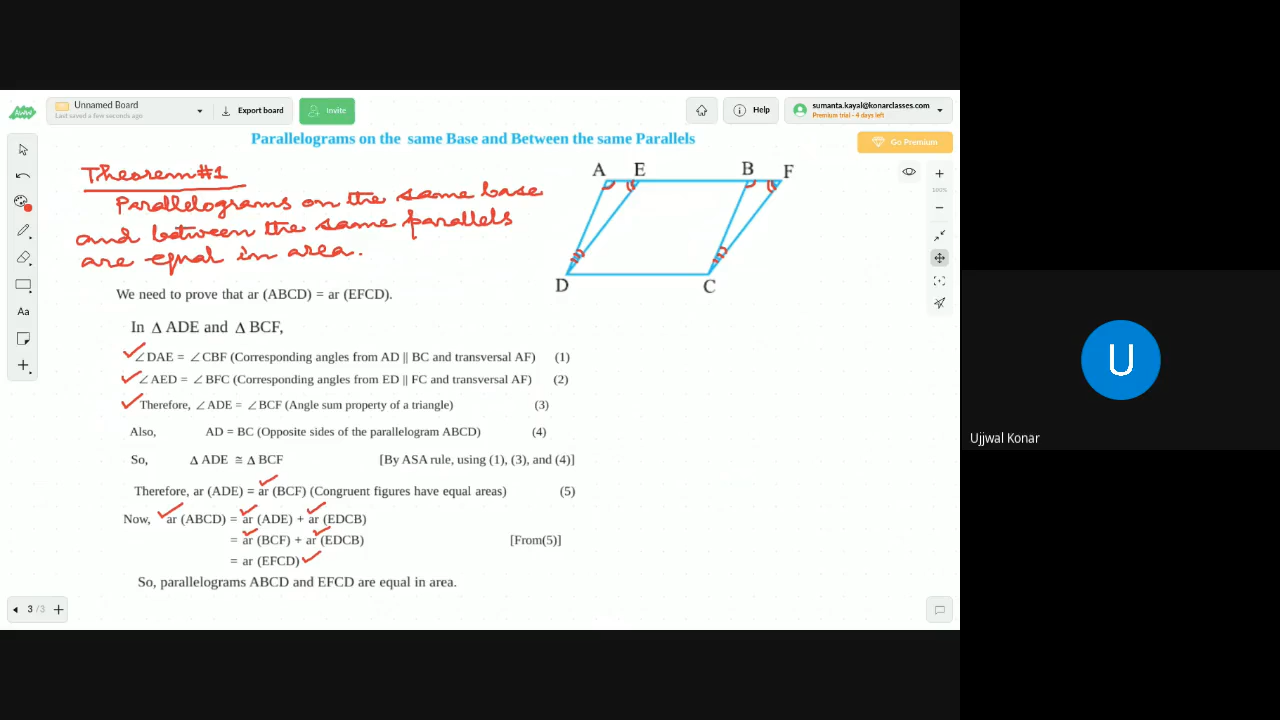 Unnamed Board
Last saved a few seconds ago
Export board
Invite
Help
sumanta.kayal@konarclasses.com
Premium trial - 4 days left
Go Premium
100%
Parallelograms on the same Base and Between the same Parallels
Theorem #1
Parallelograms on the same base
and between the same parallels
are equal in area.
A E B F
D C
We need to prove that ar (ABCD) = ar (EFCD).
In Δ ADE and Δ BCF,
∠DAE = ∠CBF (Corresponding angles from AD || BC and transversal AF) (1)
∠AED = ∠BFC (Corresponding angles from ED || FC and transversal AF) (2)
Therefore, ∠ADE = ∠BCF (Angle sum property of a triangle) (3)
Also, AD = BC (Opposite sides of the parallelogram ABCD) (4)
So, Δ ADE ≅ Δ BCF [By ASA rule, using (1), (3), and (4)]
Therefore, ar (ADE) = ar (BCF) (Congruent figures have equal areas) (5)
Now, ar (ABCD) = ar (ADE) + ar (EDCB)
= ar (BCF) + ar (EDCB) [From(5)]
= ar (EFCD)
So, parallelograms ABCD and EFCD are equal in area.
Aa
3 /3
U
Ujjwal Konar